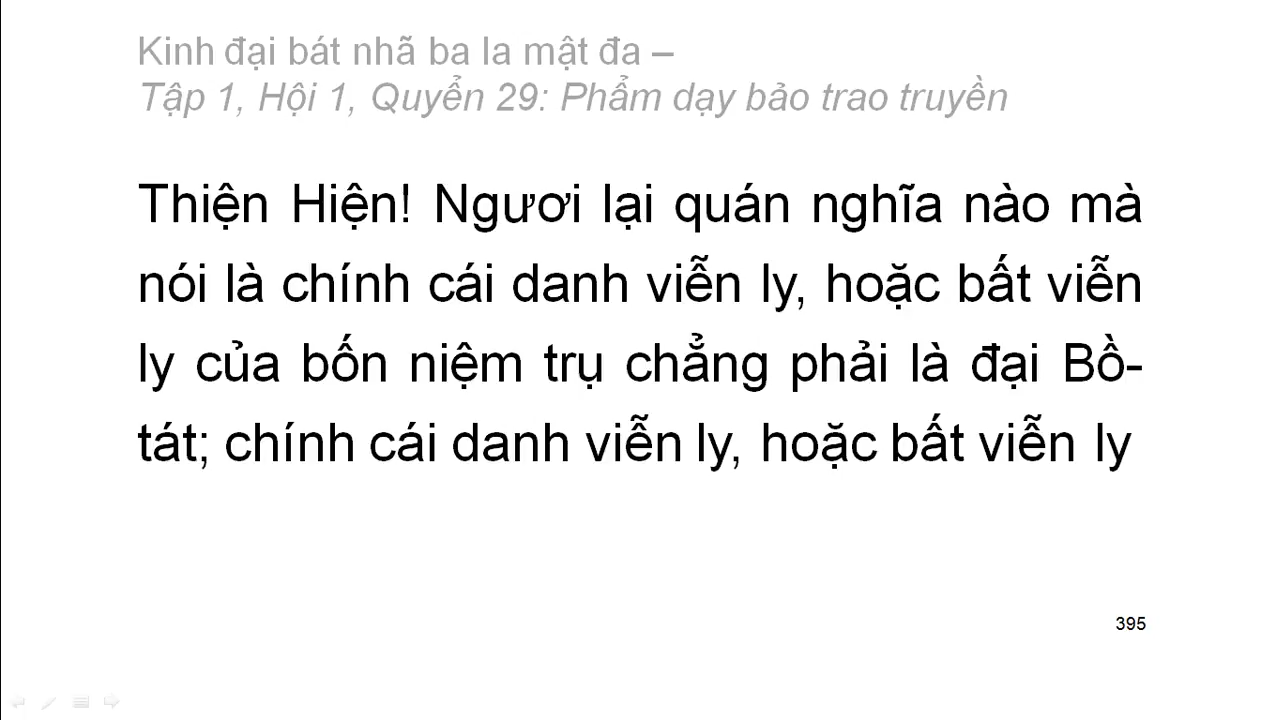 Kinh đại bát nhã ba la mật đa –
Tập 1, Hội 1, Quyển 29: Phẩm dạy bảo trao truyền
Thiện Hiện! Ngươi lại quán nghĩa nào mà
nói là chính cái danh viễn ly, hoặc bất viễn
ly của bốn niệm trụ chẳng phải là đại Bồ-
tát; chính cái danh viễn ly, hoặc bất viễn ly
395